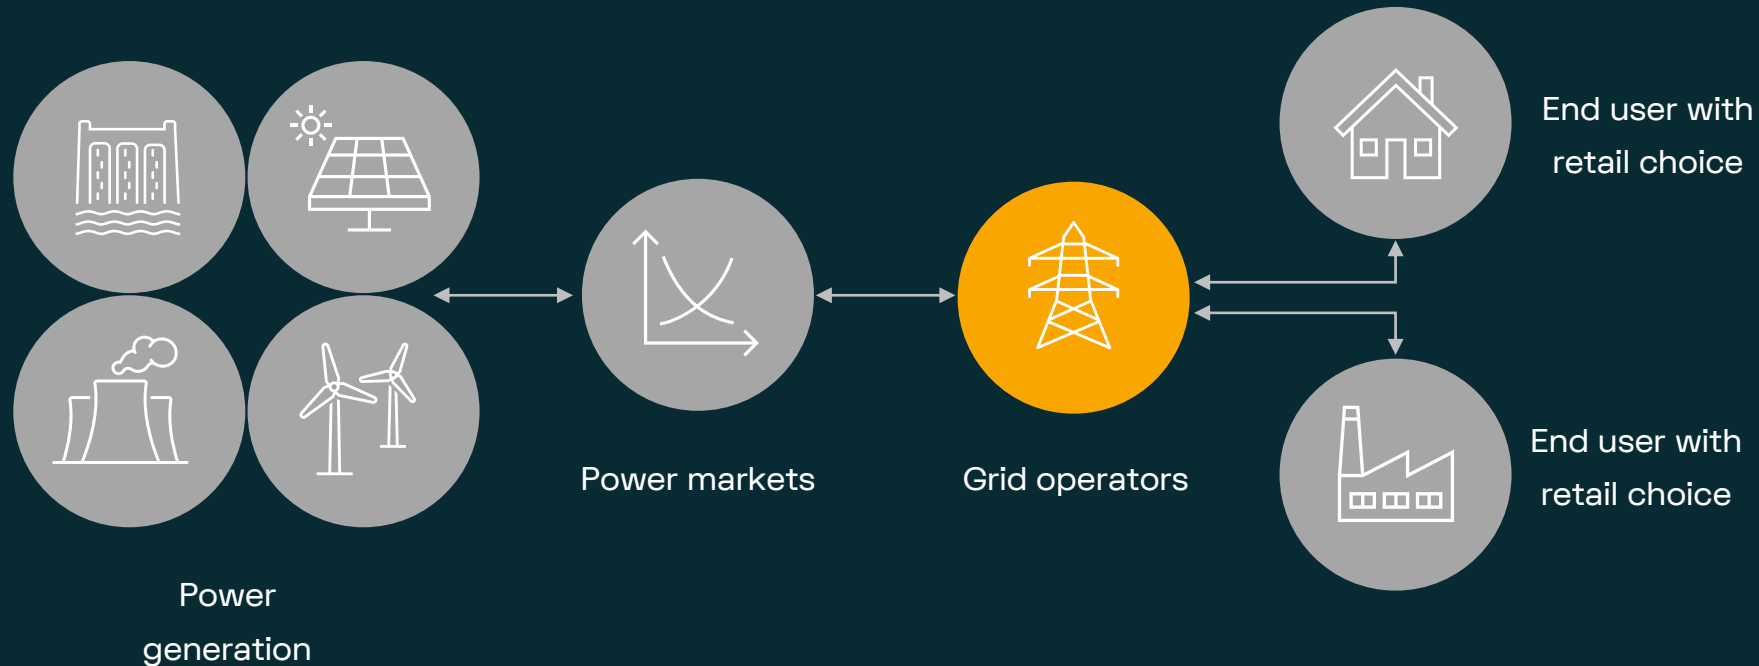 Power
generation
Power markets
Grid operators
End user with
retail choice
End user with
retail choice